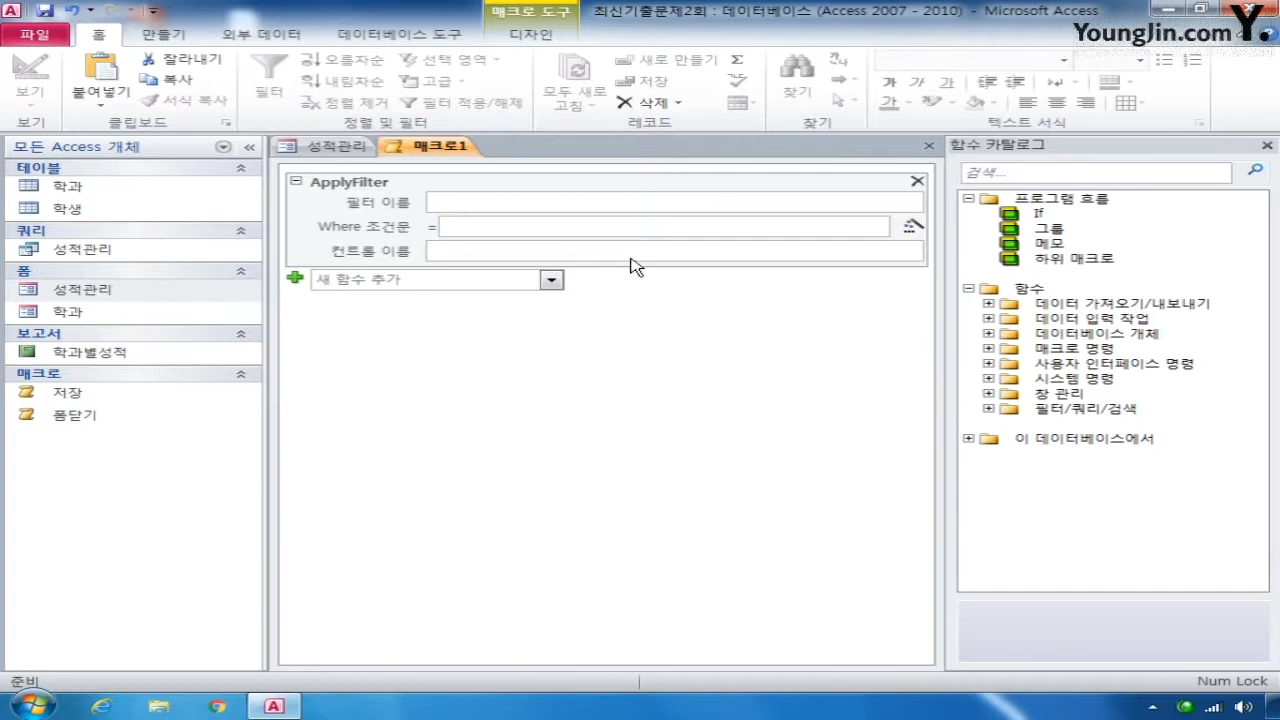 매크로 도구
최신기출문제2회 : 데이터베이스 (Access 2007 - 2010) - Microsoft Access
YoungJin.com Y.
파일
홈
만들기
외부 데이터
데이터베이스 도구
디자인
보기
보기
붙여넣기
잘라내기
복사
서식 복사
클립보드
필터
오름차순
내림차순
정렬 제거
선택 영역
고급
필터 적용/해제
정렬 및 필터
모두 새로
고침
새로 만들기
저장
삭제
레코드
찾기
찾기
가 가 가
가
텍스트 서식
모든 Access 개체
테이블
학과
학생
쿼리
성적관리
폼
성적관리
학과
보고서
학과별성적
매크로
저장
폼닫기
성적관리
매크로1
ApplyFilter
필터 이름
Where 조건문 =
컨트롤 이름
새 함수 추가
함수 카탈로그
검색...
프로그램 흐름
If
그룹
메모
하위 매크로
함수
데이터 가져오기/내보내기
데이터 입력 작업
데이터베이스 개체
매크로 명령
사용자 인터페이스 명령
시스템 명령
창 관리
필터/쿼리/검색
이 데이터베이스에서
준비
Num Lock